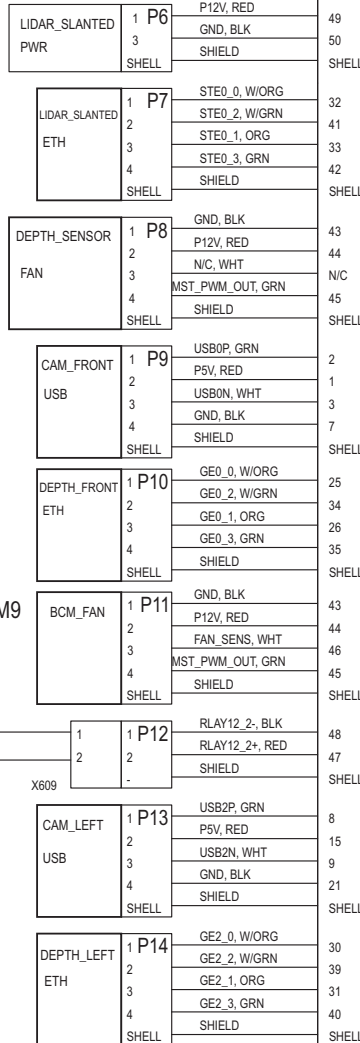 LIDAR_SLANTED
PWR
1 P6
3
SHELL
P12V, RED
GND, BLK
SHIELD
49
50
SHELL
LIDAR_SLANTED
ETH
1 P7
2
3
4
SHELL
STE0_0, W/ORG
STE0_2, W/GRN
STE0_1, ORG
STE0_3, GRN
SHIELD
32
41
33
42
SHELL
DEPTH_SENSOR
FAN
1 P8
2
3
4
SHELL
GND, BLK
P12V, RED
N/C, WHT
MST_PWM_OUT, GRN
SHIELD
43
44
N/C
45
SHELL
CAM_FRONT
USB
1 P9
2
3
4
SHELL
USB0P, GRN
P5V, RED
USB0N, WHT
GND, BLK
SHIELD
2
1
3
7
SHELL
DEPTH_FRONT
ETH
1 P10
2
3
4
SHELL
GE0_0, W/ORG
GE0_2, W/GRN
GE0_1, ORG
GE0_3, GRN
SHIELD
25
34
26
35
SHELL
M9
BCM_FAN
1 P11
2
3
4
SHELL
GND, BLK
P12V, RED
FAN_SENS, WHT
MST_PWM_OUT, GRN
SHIELD
43
44
46
45
SHELL
1
2
X609
1 P12
2
-
RLAY12_2-, BLK
RLAY12_2+, RED
SHIELD
48
47
SHELL
CAM_LEFT
USB
1 P13
2
3
4
SHELL
USB2P, GRN
P5V, RED
USB2N, WHT
GND, BLK
SHIELD
8
15
9
21
SHELL
DEPTH_LEFT
ETH
1 P14
2
3
4
SHELL
GE2_0, W/ORG
GE2_2, W/GRN
GE2_1, ORG
GE2_3, GRN
SHIELD
30
39
31
40
SHELL